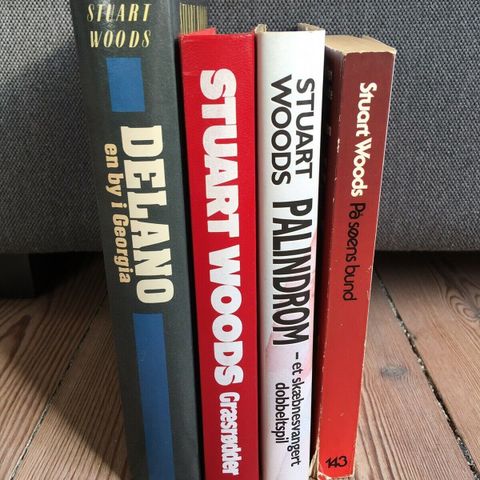 STUART
WOODS
DELANO
en by i Georgia
STUART WOODS Græsrødder
STUART
WOODS
PALINDROM
- et skæbnesvangert
dobbeltspil
Stuart Woods På søens bund
143